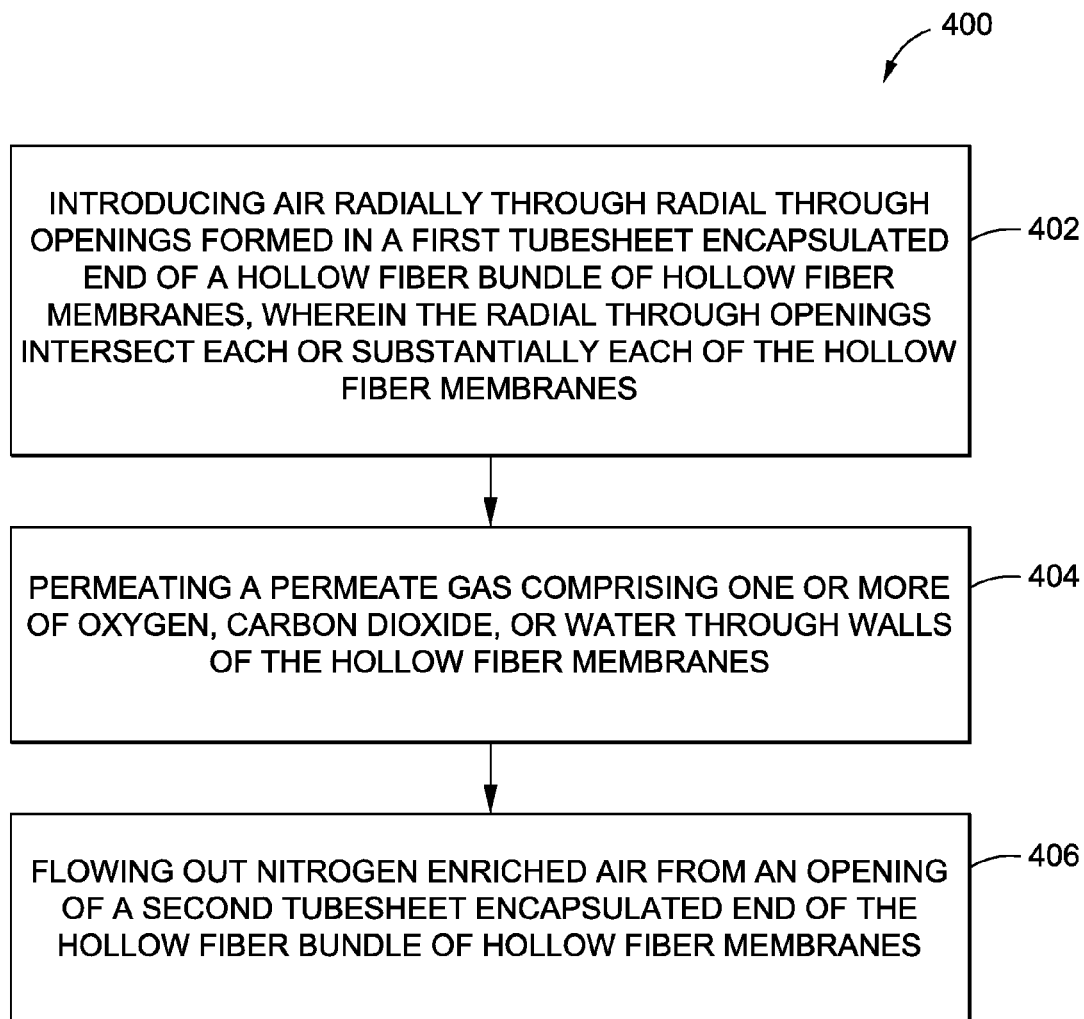 400
INTRODUCING AIR RADIALLY THROUGH RADIAL THROUGH
OPENINGS FORMED IN A FIRST TUBESHEET ENCAPSULATED
END OF A HOLLOW FIBER BUNDLE OF HOLLOW FIBER
MEMBRANES, WHEREIN THE RADIAL THROUGH OPENINGS
INTERSECT EACH OR SUBSTANTIALLY EACH OF THE HOLLOW
FIBER MEMBRANES
402
PERMEATING A PERMEATE GAS COMPRISING ONE OR MORE
OF OXYGEN, CARBON DIOXIDE, OR WATER THROUGH WALLS
OF THE HOLLOW FIBER MEMBRANES
404
FLOWING OUT NITROGEN ENRICHED AIR FROM AN OPENING
OF A SECOND TUBESHEET ENCAPSULATED END OF THE
HOLLOW FIBER BUNDLE OF HOLLOW FIBER MEMBRANES
406